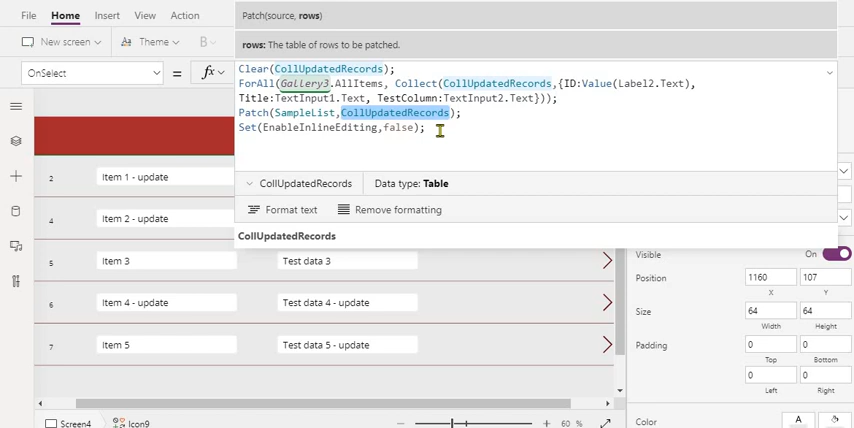 File Home Insert View Action
Patch(source, rows)
rows: The table of rows to be patched.
New screen Theme B
OnSelect = fx
Clear(CollUpdatedRecords);
ForAll(Gallery3.AllItems, Collect(CollUpdatedRecords,{ID:Value(Label2.Text),
Title:TextInput1.Text, TestColumn:TextInput2.Text}));
Patch(SampleList,CollUpdatedRecords);
Set(EnableInlineEditing,false);
CollUpdatedRecords Data type: Table
Format text Remove formatting
CollUpdatedRecords
2 Item 1 - update
4 Item 2 - update
5 Item 3 Test data 3
6 Item 4 - update Test data 4 - update
7 Item 5 Test data 5 - update
Visible On
Position 1160 107
X Y
Size 64 64
Width Height
Padding 0 0
Top Bottom
0 0
Left Right
Color A
Screen4 Icon9 − + 60 %